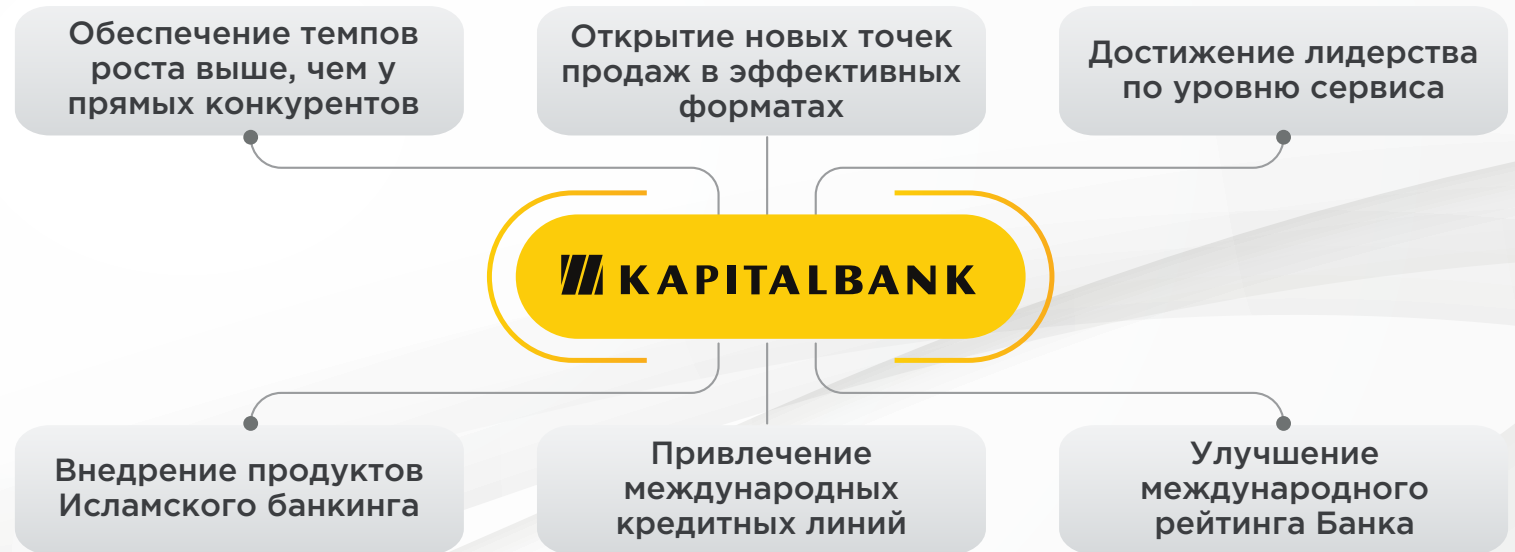 Обеспечение темпов
роста выше, чем у
прямых конкурентов
Открытие новых точек
продаж в эффективных
форматах
Достижение лидерства
по уровню сервиса
KAPITALBANK
Внедрение продуктов
Исламского банкинга
Привлечение
международных
кредитных линий
Улучшение
международного
рейтинга Банка